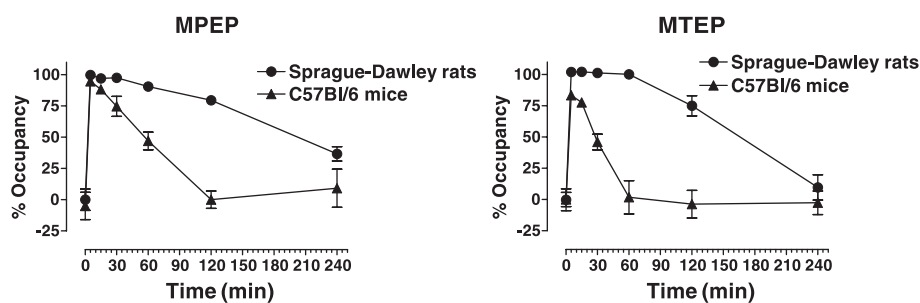 MPEP
Sprague-Dawley rats
C57Bl/6 mice
% Occupancy
100
75
50
25
0
-25
0 30 60 90 120 150 180 210 240
Time (min)
MTEP
Sprague-Dawley rats
C57Bl/6 mice
% Occupancy
100
75
50
25
0
-25
0 30 60 90 120 150 180 210 240
Time (min)